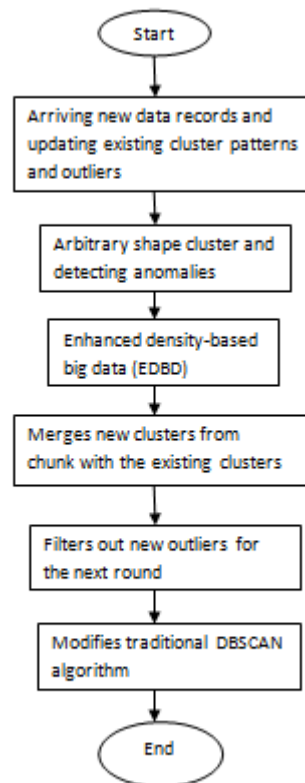 Start
Arriving new data records and
updating existing cluster patterns
and outliers
Arbitrary shape cluster and
detecting anomalies
Enhanced density-based
big data (EDBD)
Merges new clusters from
chunk with the existing clusters
Filters out new outliers for
the next round
Modifies traditional DBSCAN
algorithm
End